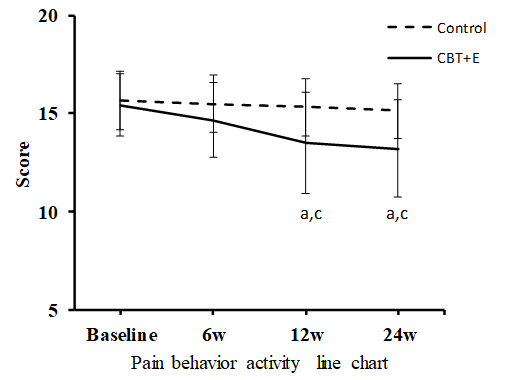 20
Control
CBT+E
15
Score
10
a,c
a,c
5
Baseline 6w 12w 24w
Pain behavior activity line chart